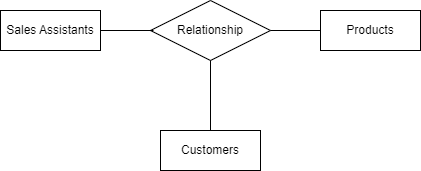 Sales Assistants
Relationship
Products
Customers